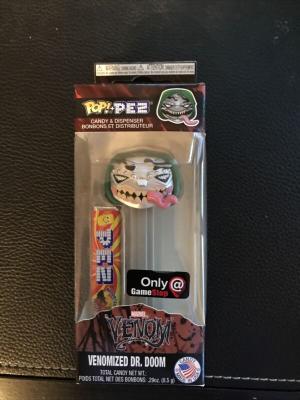 POP!+PEZ
CANDY & DISPENSER
BONBONS ET DISTRIBUTEUR
PEZ
Only @
GameStop
MARVEL
VENOM
VENOMIZED DR. DOOM
TOTAL CANDY NET WT.
POIDS TOTAL NET DES BONBONS .29oz. (8.5 g)